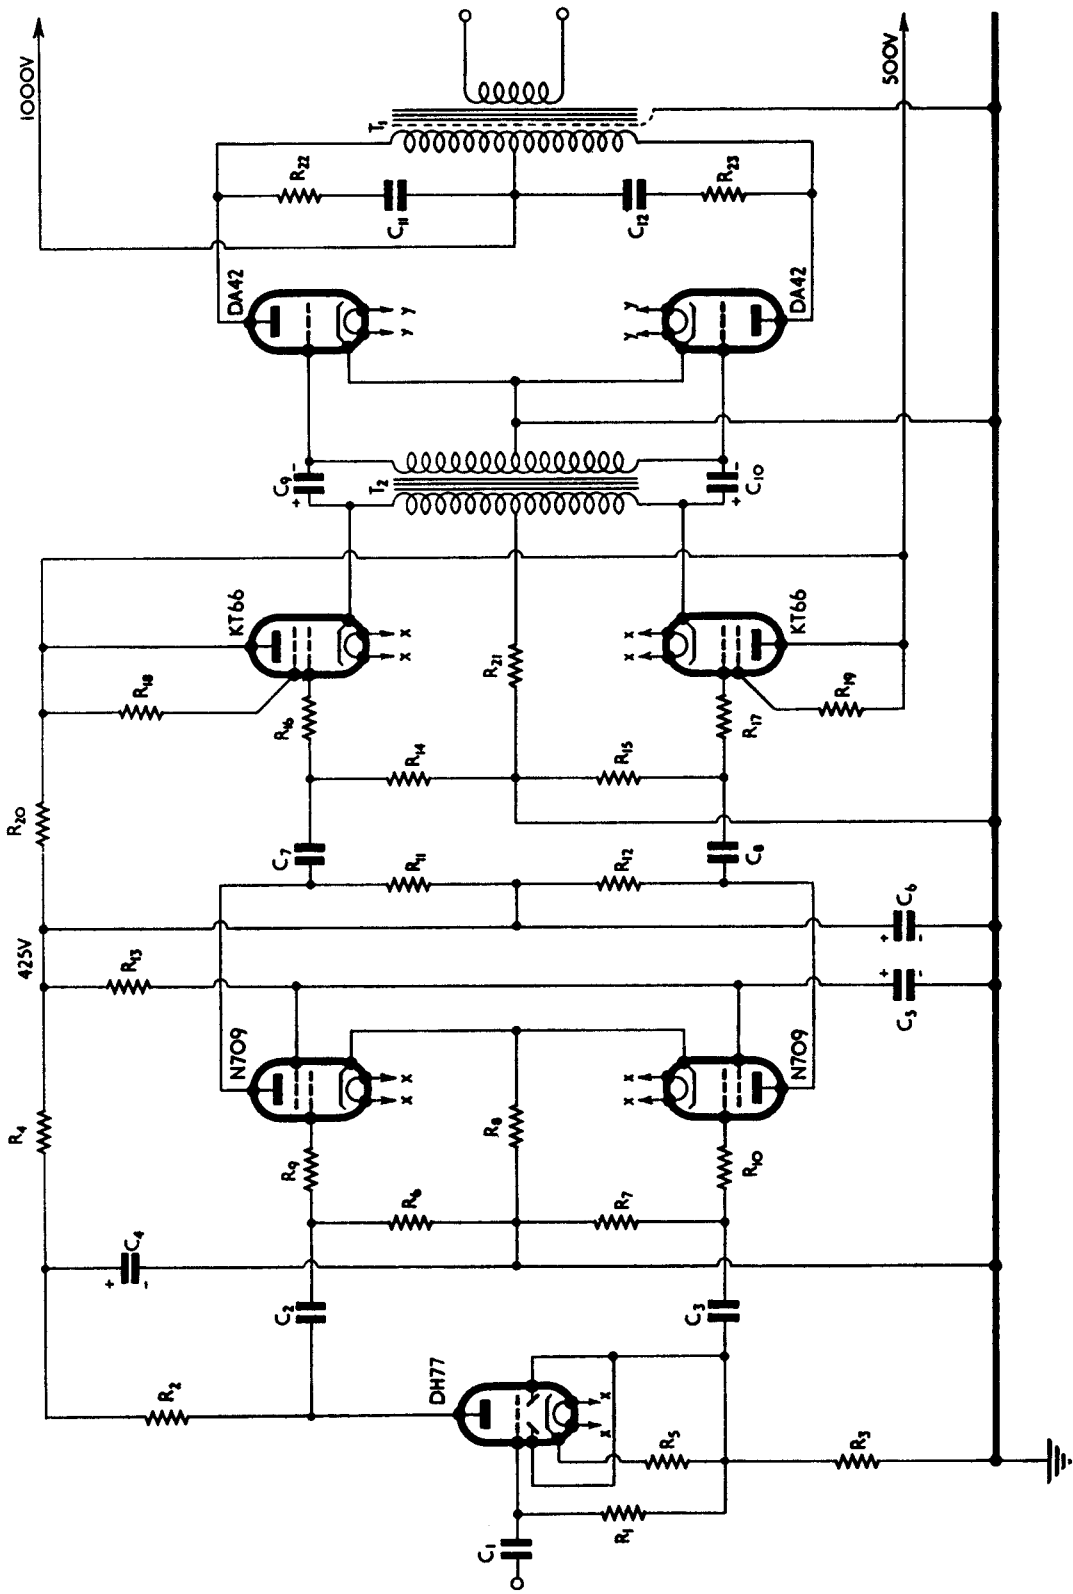 1000V
500V
T₁
R₂₂
C₁₁
C₁₂
R₂₃
DA42
DA42
y
y
y
y
C₉
+
-
T₂
C₁₀
+
-
KT66
KT66
x
x
x
x
R₁₈
R₁₆
R₂₁
R₁₇
R₁₉
R₁₄
R₁₅
R₂₀
C₇
R₁₁
R₁₂
C₈
425V
R₁₃
C₆
+
-
C₅
+
-
N709
N709
x
x
x
x
R₄
R₈
R₉
R₁₀
R₆
R₇
C₄
+
-
C₂
C₃
DH77
x
x
R₂
R₅
R₃
R₁
C₁